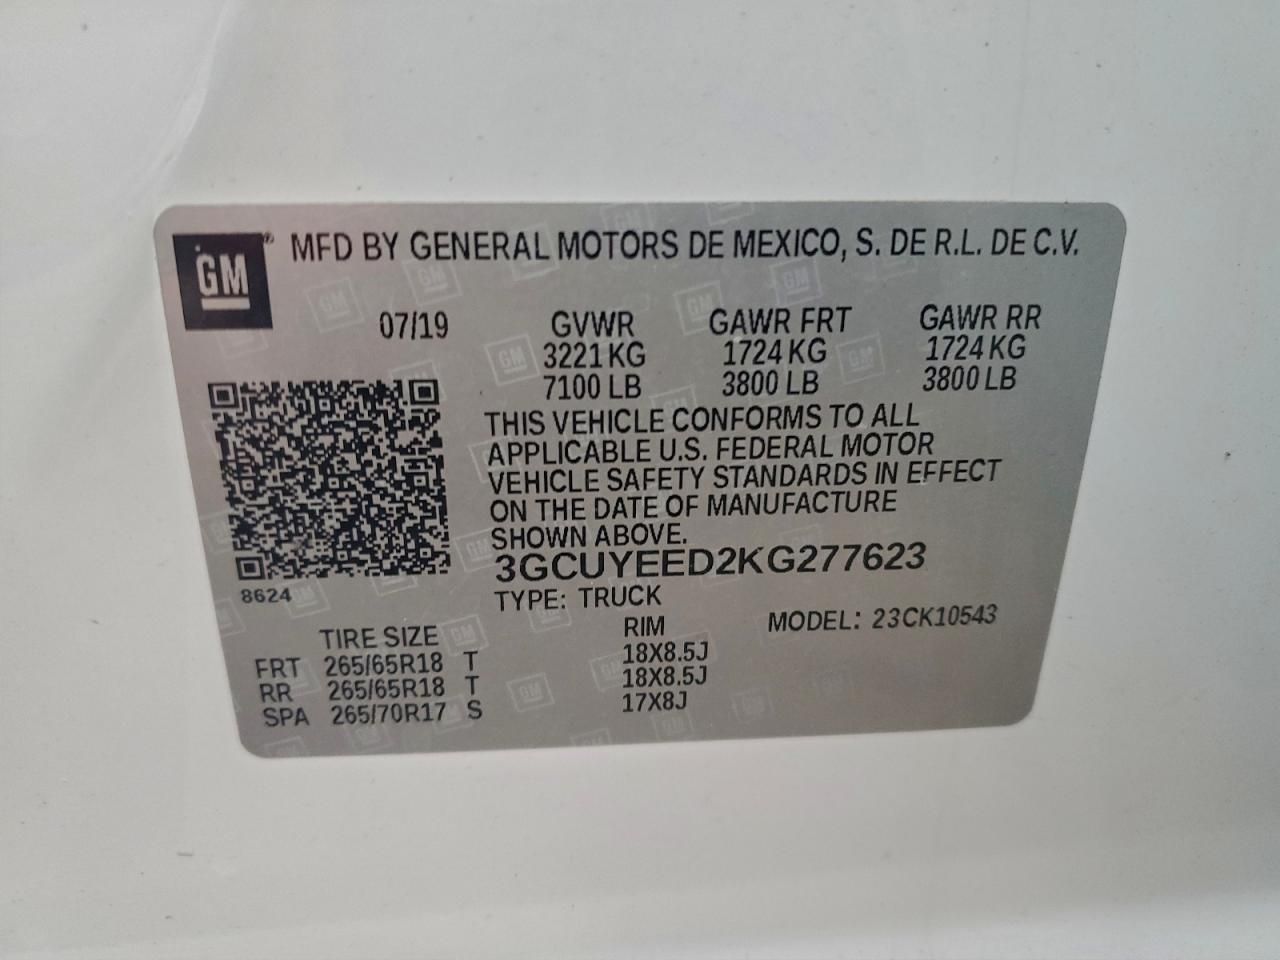 GM® MFD BY GENERAL MOTORS DE MEXICO, S. DE R.L. DE C.V.
07/19 GVWR GAWR FRT GAWR RR
3221 KG 1724 KG 1724 KG
7100 LB 3800 LB 3800 LB
THIS VEHICLE CONFORMS TO ALL
APPLICABLE U.S. FEDERAL MOTOR
VEHICLE SAFETY STANDARDS IN EFFECT
ON THE DATE OF MANUFACTURE
SHOWN ABOVE.
3GCUYEED2KG277623
8624
TYPE: TRUCK
MODEL: 23CK10543
TIRE SIZE RIM
FRT 265/65R18 T 18X8.5J
RR 265/65R18 T 18X8.5J
SPA 265/70R17 S 17X8J